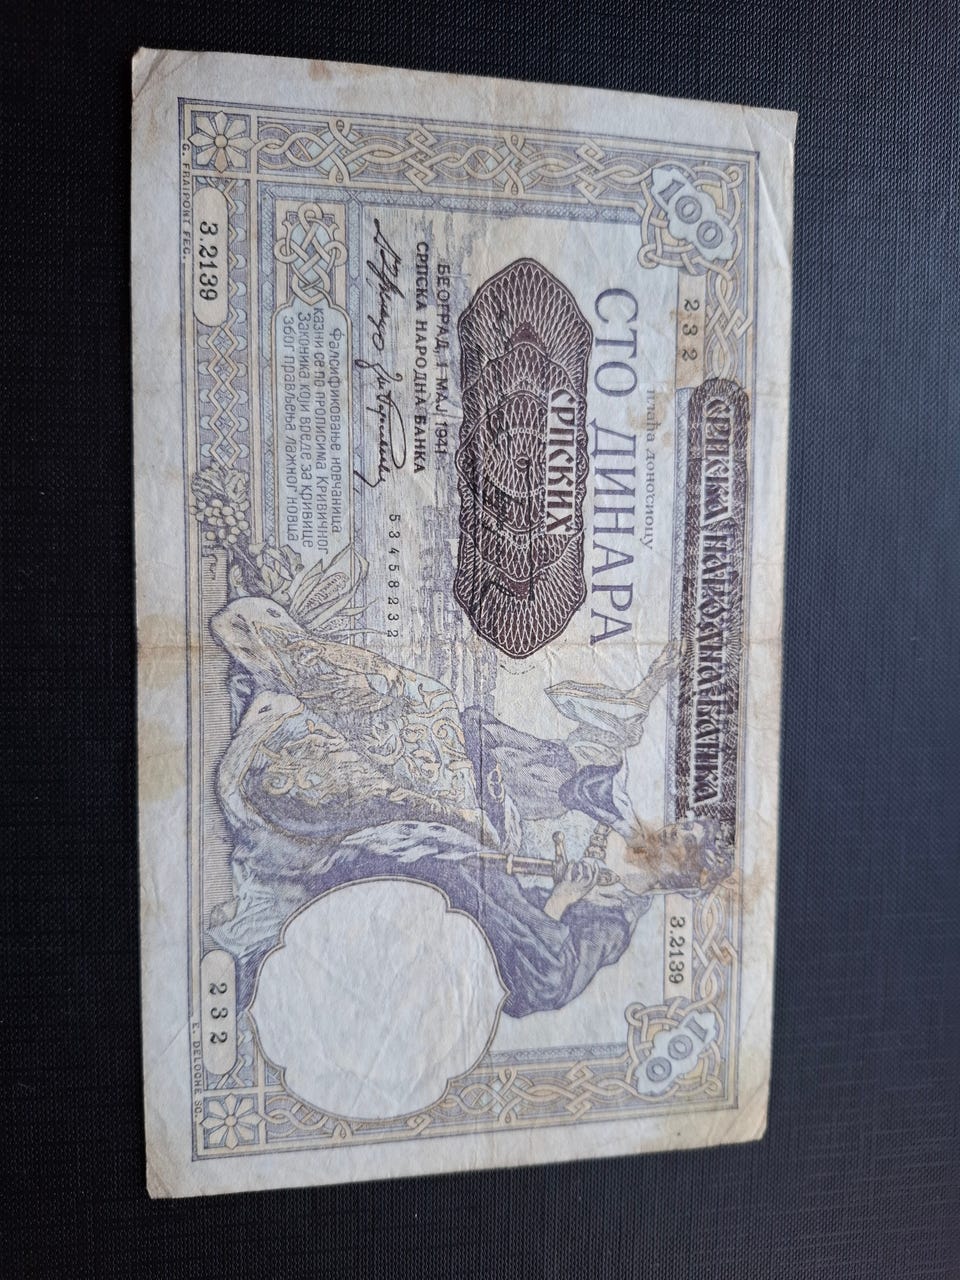 СРПСКА НАРОДНА БАНКА
100
232
3.2139
100
плаћа доносиоцу
СТО ДИНАРА
СРПСКИХ
БЕОГРАД, 1 МАЈ 1941
СРПСКА НАРОДНА БАНКА
53458232
Фалсификовање новчаница
казни се по прописима Кривичног
Законика који вреде за кривице
због прављења лажног новца
3.2139
232
G. FRAIPONT FEC.
E. DELOCHE SC.